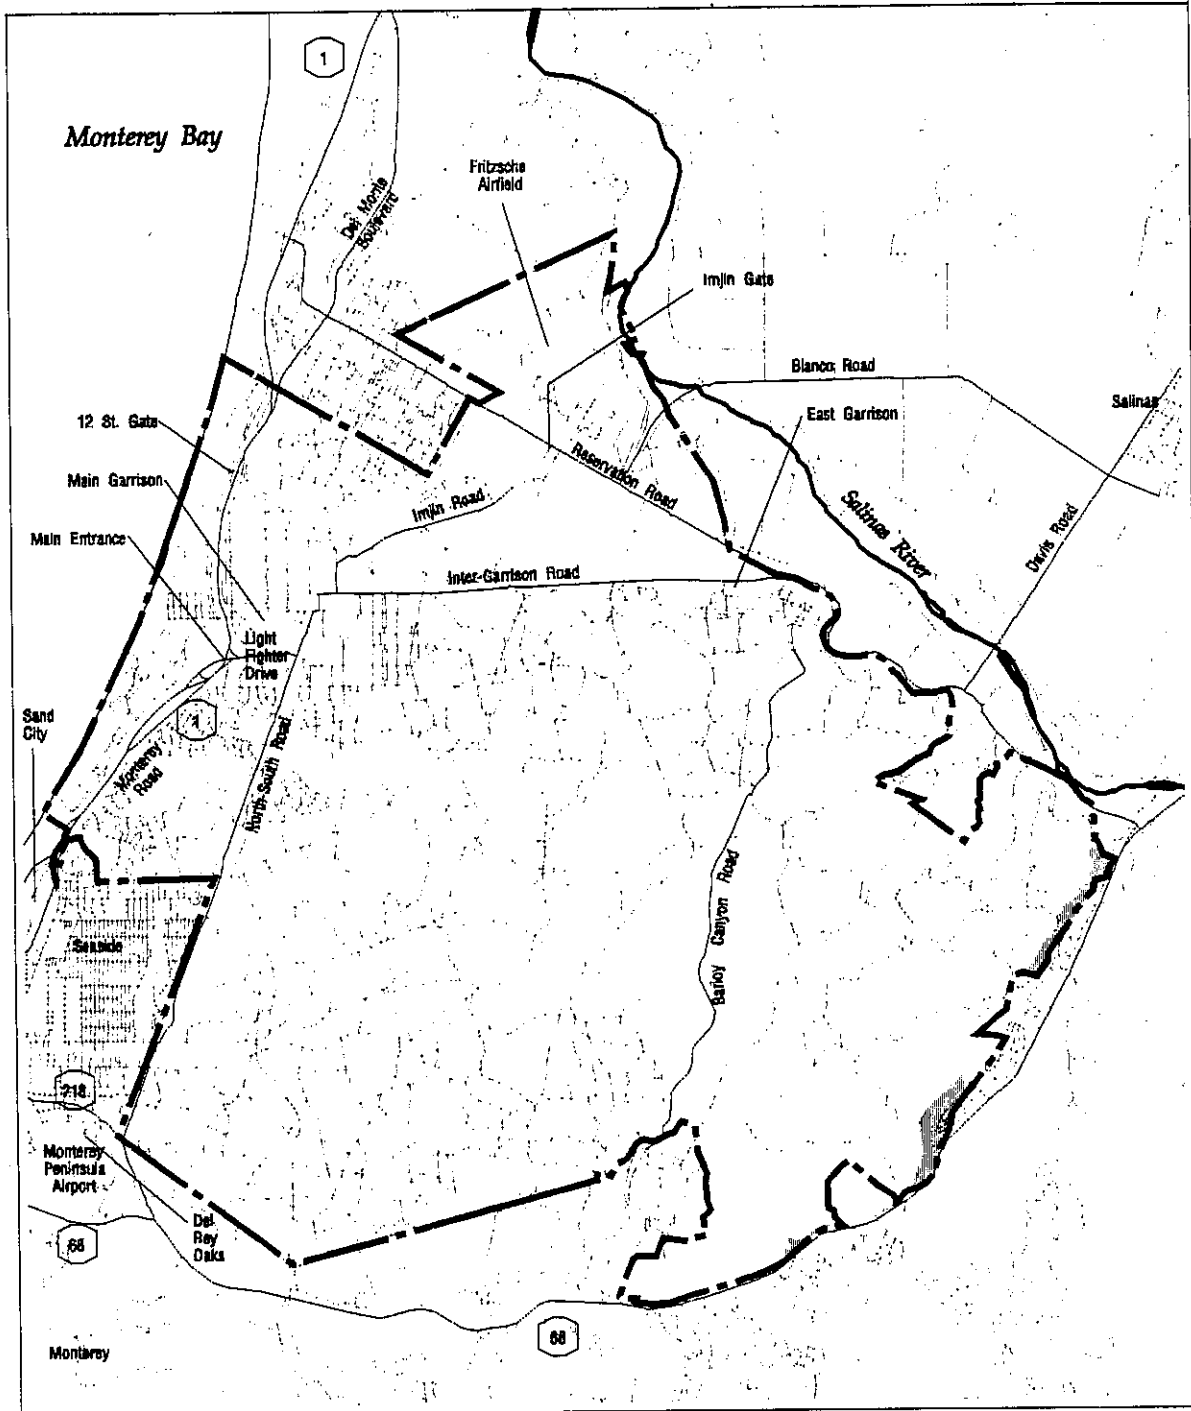 1
Monterey Bay
Fritzsche
Airfield
Del Monte
Boulevard
Imjin Gate
Blanco Road
Salinas
12 St. Gate
East Garrison
Main Garrison
Reservation Road
Imjin Road
Salinas River
Davis Road
Main Entrance
Inter-Garrison Road
Light
Fighter
Drive
Sand
City
1
Monterey
Road
North-South Road
Barloy Canyon Road
Seaside
218
Monterey
Peninsula
Airport
Del
Rey
Oaks
68
68
Monterey